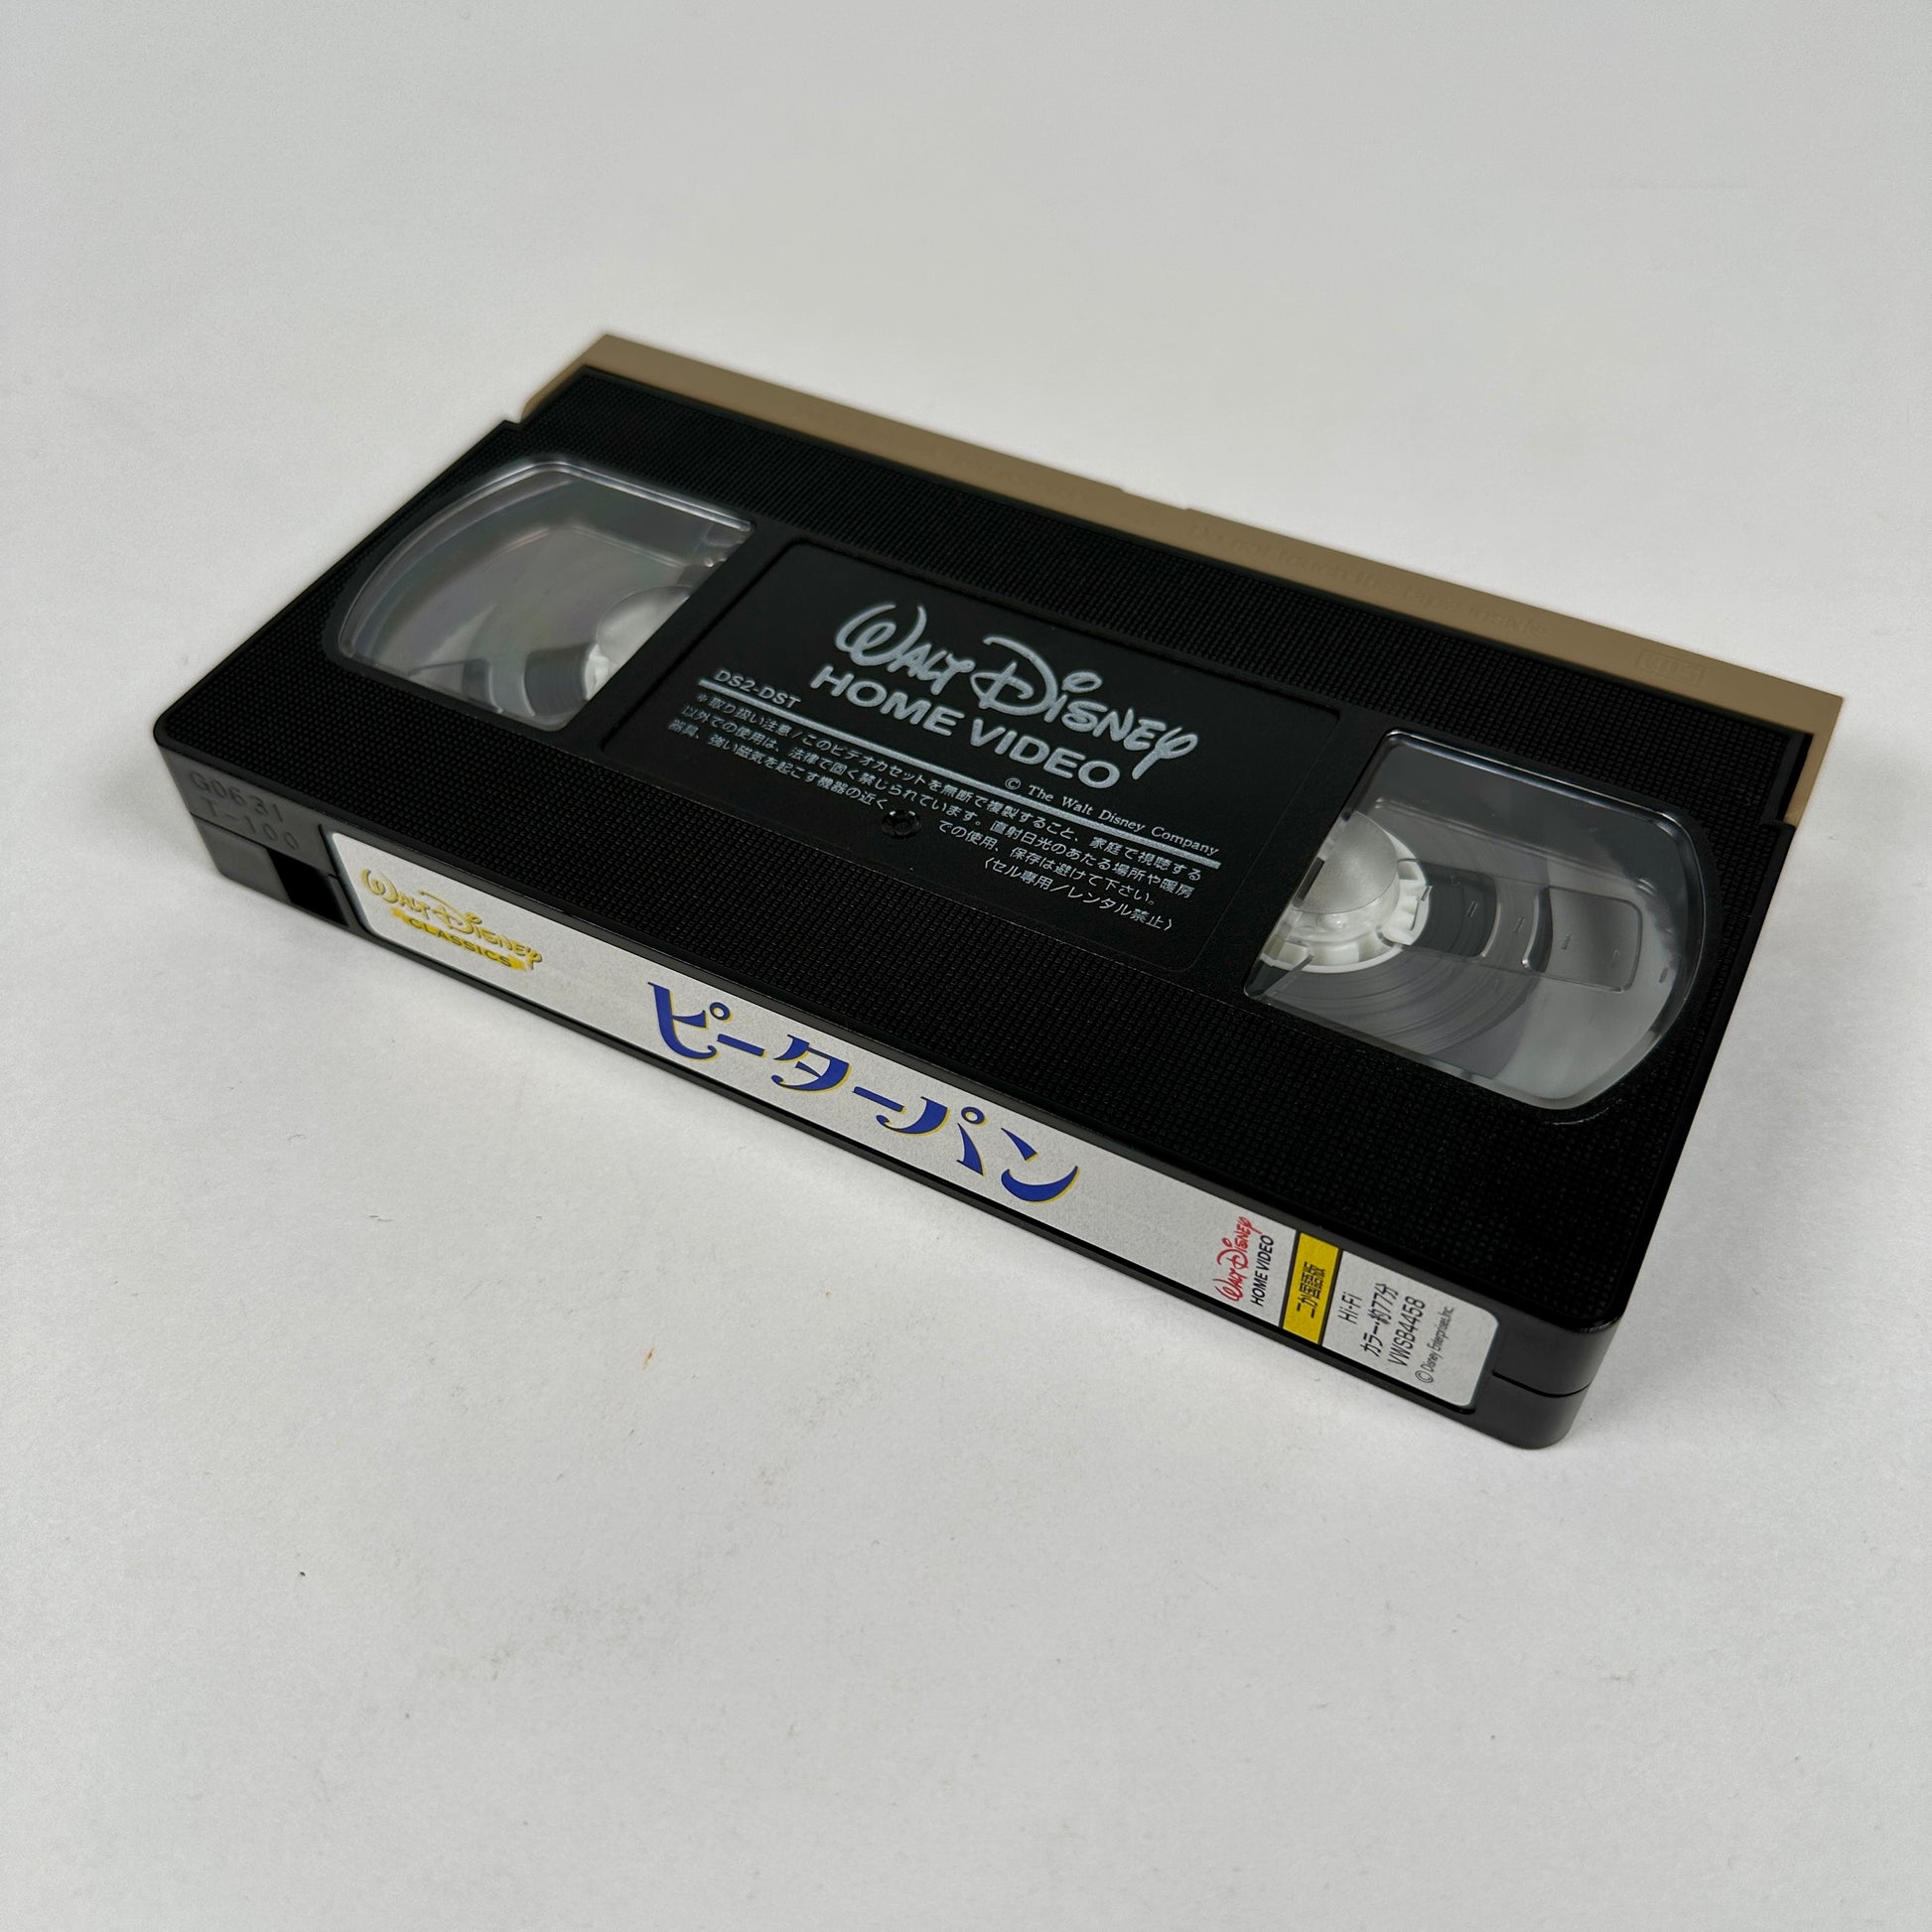 WALT DISNEY
HOME VIDEO
DS2-DST
© The Walt Disney Company
※取り扱い注意/このビデオカセットを無断で複製すること、家庭で視聴する
以外での使用は、法律で固く禁じられています。直射日光のあたる場所や暖房
器具、強い磁気を起こす機器の近く での使用、保存は避けて下さい。
〈セル専用/レンタル禁止〉
G0631
T-100
WALT DISNEY
CLASSICS
ピーターパン
WALT DISNEY
HOME VIDEO
二か国語版
Hi-Fi
カラー・約77分
VWSB4458
© Disney Enterprises, Inc.